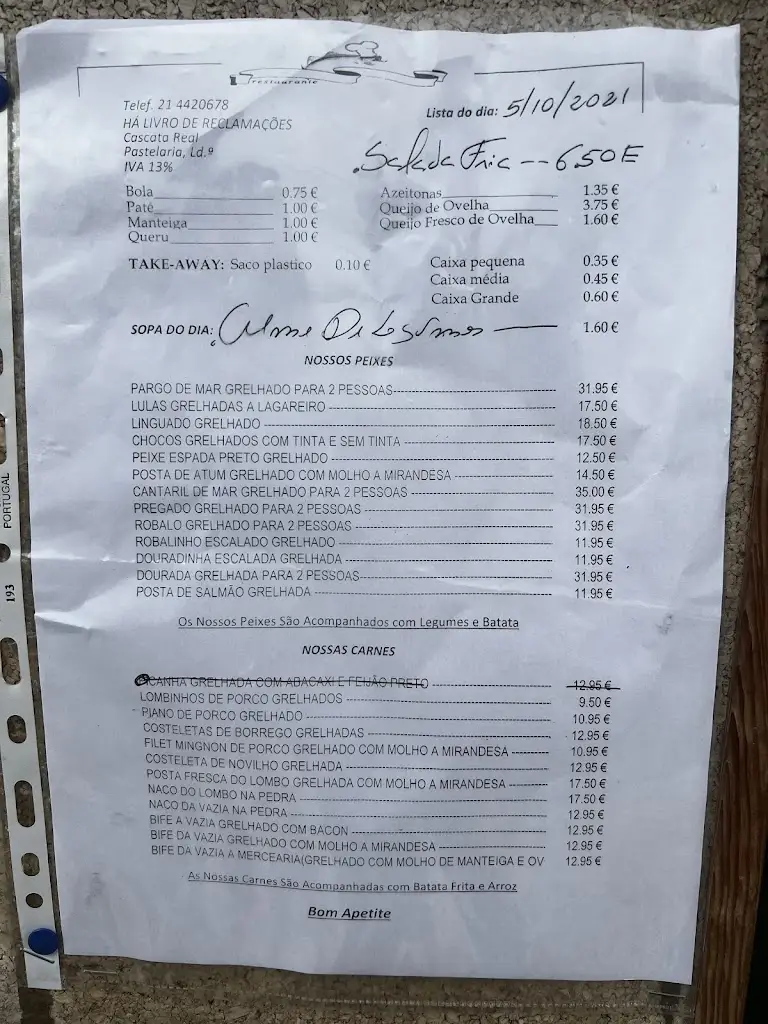 restaurante
Telef. 21 4420678
HÁ LIVRO DE RECLAMAÇÕES
Cascata Real
Pastelaria, Ld.ª
IVA 13%
Lista do dia: 5/10/2021
Salada Fria -- 6.50 E
Bola 0.75 €
Paté 1.00 €
Manteiga 1.00 €
Queru 1.00 €
Azeitonas 1.35 €
Queijo de Ovelha 3.75 €
Queijo Fresco de Ovelha 1.60 €
TAKE-AWAY: Saco plastico 0.10 €
Caixa pequena 0.35 €
Caixa média 0.45 €
Caixa Grande 0.60 €
SOPA DO DIA: Creme De Legumes 1.60 €
NOSSOS PEIXES
PARGO DE MAR GRELHADO PARA 2 PESSOAS 31.95 €
LULAS GRELHADAS A LAGAREIRO 17.50 €
LINGUADO GRELHADO 18.50 €
CHOCOS GRELHADOS COM TINTA E SEM TINTA 17.50 €
PEIXE ESPADA PRETO GRELHADO 12.50 €
POSTA DE ATUM GRELHADO COM MOLHO A MIRANDESA 14.50 €
CANTARIL DE MAR GRELHADO PARA 2 PESSOAS 35.00 €
PREGADO GRELHADO PARA 2 PESSOAS 31.95 €
ROBALO GRELHADO PARA 2 PESSOAS 31.95 €
ROBALINHO ESCALADO GRELHADO 11.95 €
DOURADINHA ESCALADA GRELHADA 11.95 €
DOURADA GRELHADA PARA 2 PESSOAS 31.95 €
POSTA DE SALMÃO GRELHADA 11.95 €
Os Nossos Peixes São Acompanhados com Legumes e Batata
NOSSAS CARNES
PICANHA GRELHADA COM ABACAXI E FEIJÃO PRETO 12.95 €
LOMBINHOS DE PORCO GRELHADOS 9.50 €
PIANO DE PORCO GRELHADO 10.95 €
COSTELETAS DE BORREGO GRELHADAS 12.95 €
FILET MINGNON DE PORCO GRELHADO COM MOLHO A MIRANDESA 10.95 €
COSTELETA DE NOVILHO GRELHADA 12.95 €
POSTA FRESCA DO LOMBO GRELHADA COM MOLHO A MIRANDESA 17.50 €
NACO DO LOMBO NA PEDRA 17.50 €
NACO DA VAZIA NA PEDRA 12.95 €
BIFE A VAZIA GRELHADO COM BACON 12.95 €
BIFE DA VAZIA GRELHADO COM MOLHO A MIRANDESA 12.95 €
BIFE DA VAZIA A MERCEARIA(GRELHADO COM MOLHO DE MANTEIGA E OV 12.95 €
As Nossas Carnes São Acompanhadas com Batata Frita e Arroz
Bom Apetite
PORTUGAL
193